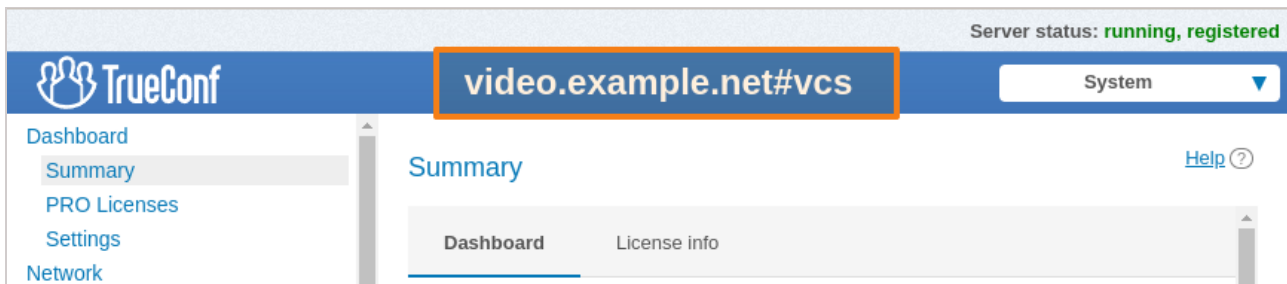 Server status: running, registered
TrueConf
video.example.net#vcs
System
Dashboard
Summary
PRO Licenses
Settings
Network
Summary
Help ?
Dashboard
License info